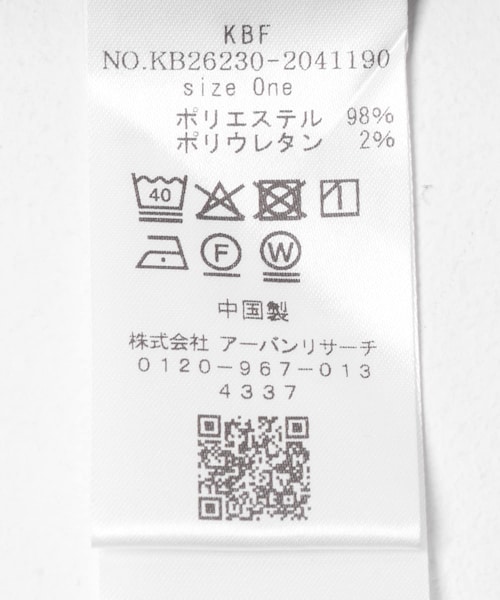 KBF
NO.KB26230-2041190
size One
ポリエステル 98%
ポリウレタン 2%
40
F W
中国製
株式会社 アーバンリサーチ
0120-967-013
4337